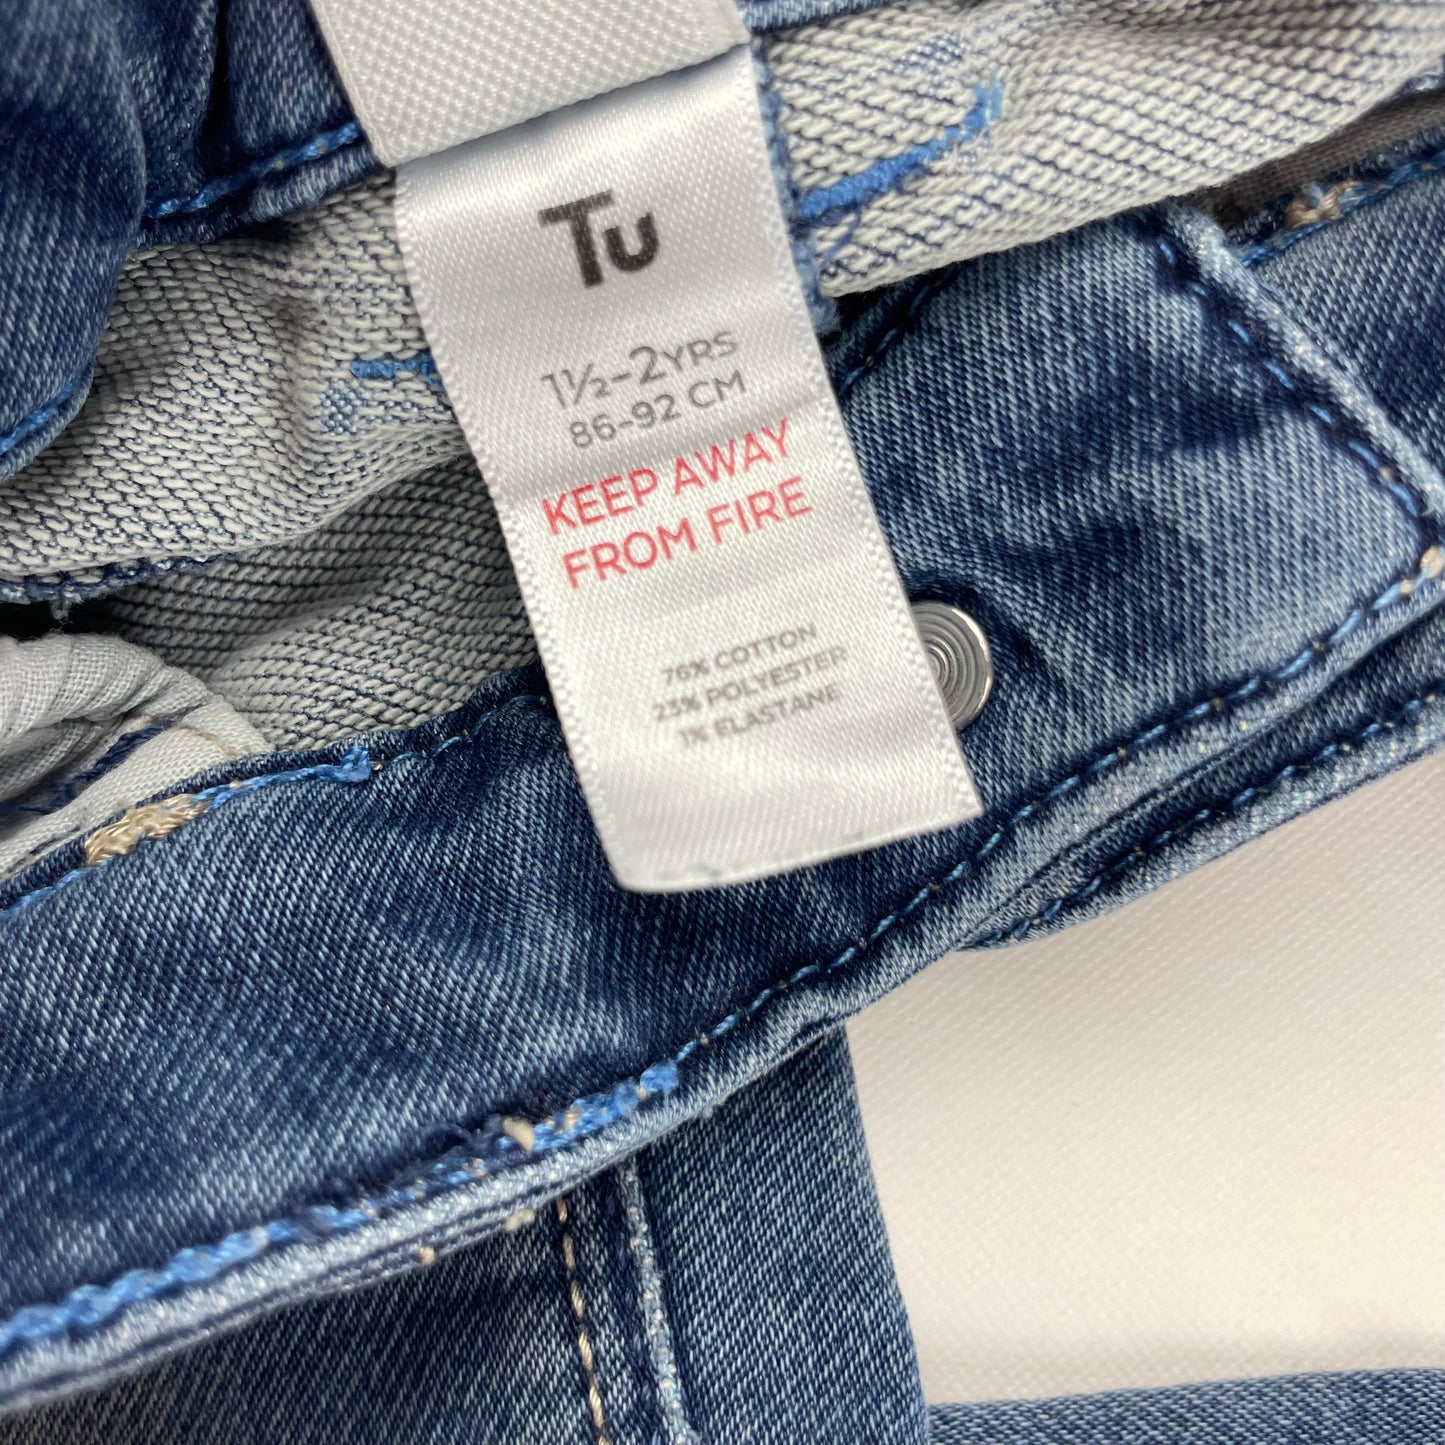 Tu
1½-2YRS
86-92 CM
KEEP AWAY
FROM FIRE
76% COTTON
23% POLYESTER
1% ELASTANE